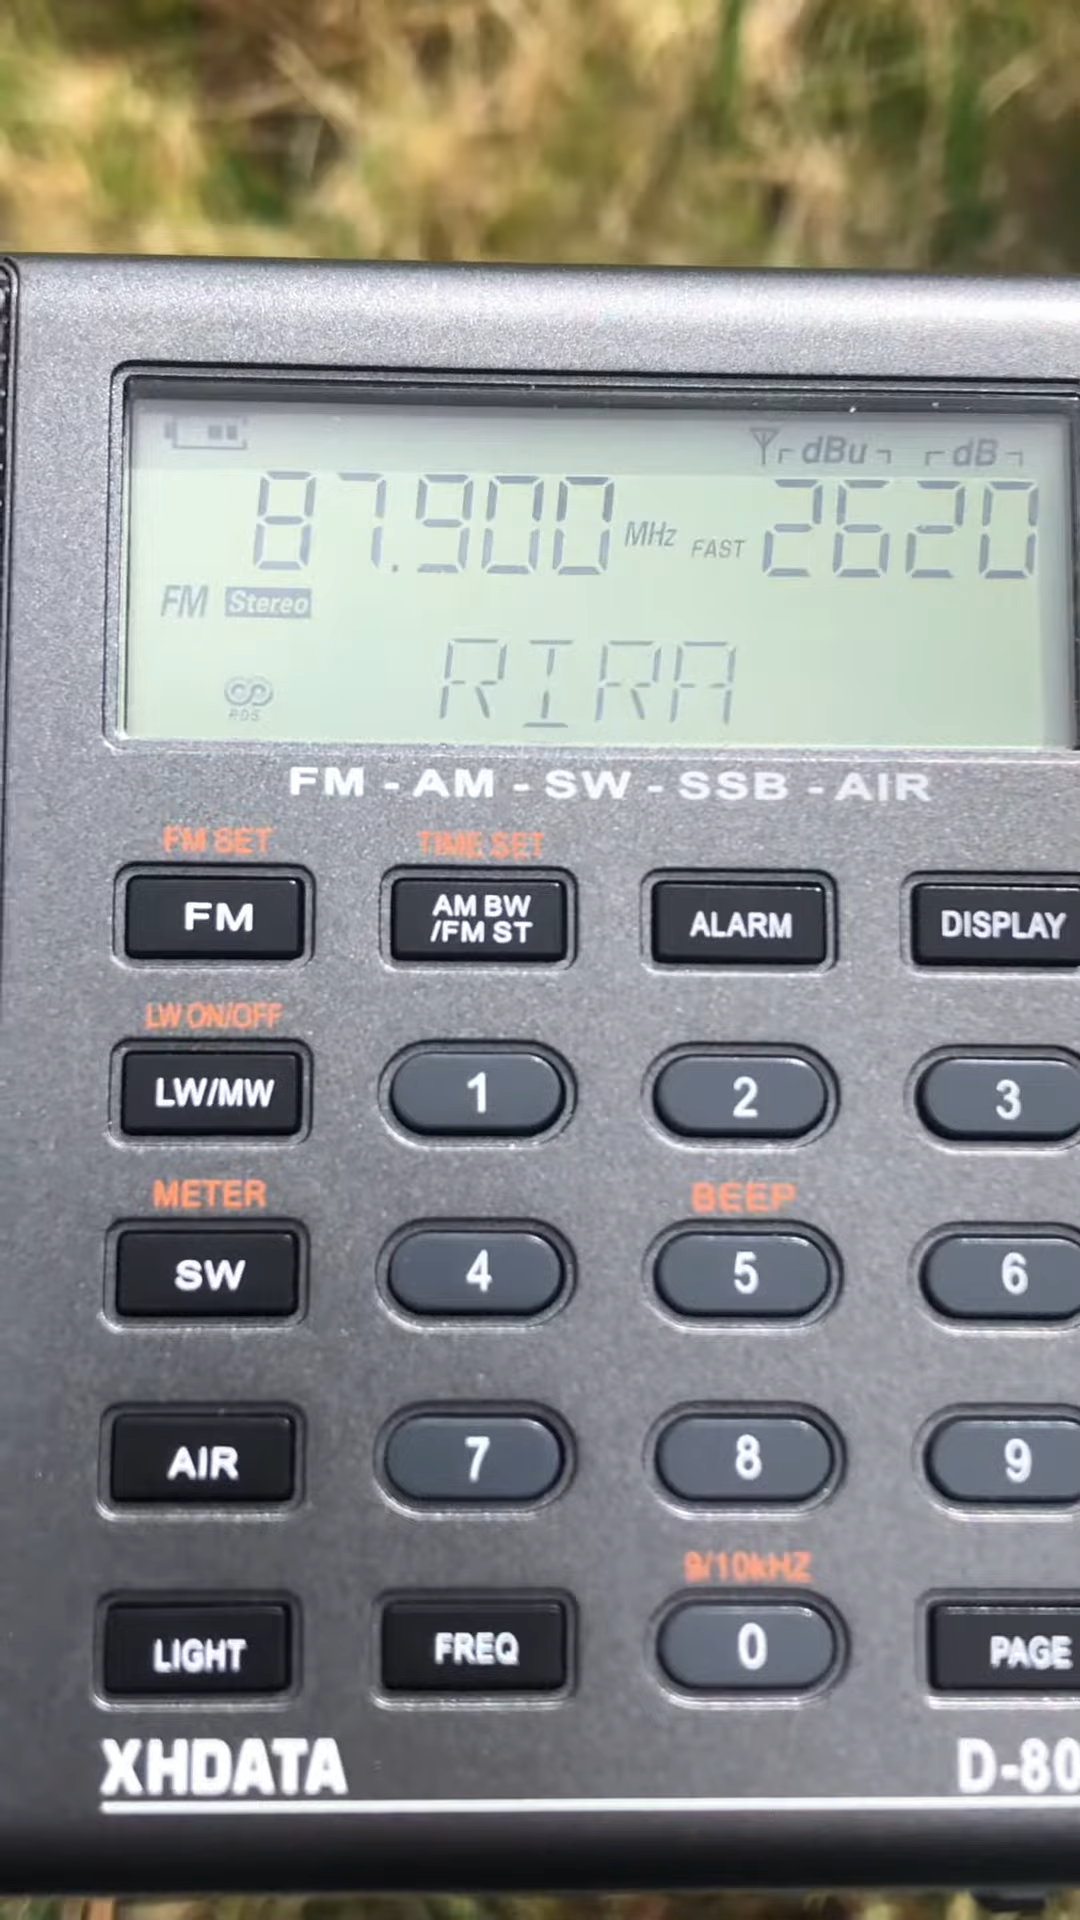 dBu dB
87.900 MHz FAST 2620
FM Stereo
RDS RIRA
FM - AM - SW - SSB - AIR
FM SET TIME SET
FM AM BW /FM ST ALARM DISPLAY
LW ON/OFF
LW/MW 1 2 3
METER BEEP
SW 4 5 6
AIR 7 8 9
9/10kHZ
LIGHT FREQ 0 PAGE
XHDATA D-80